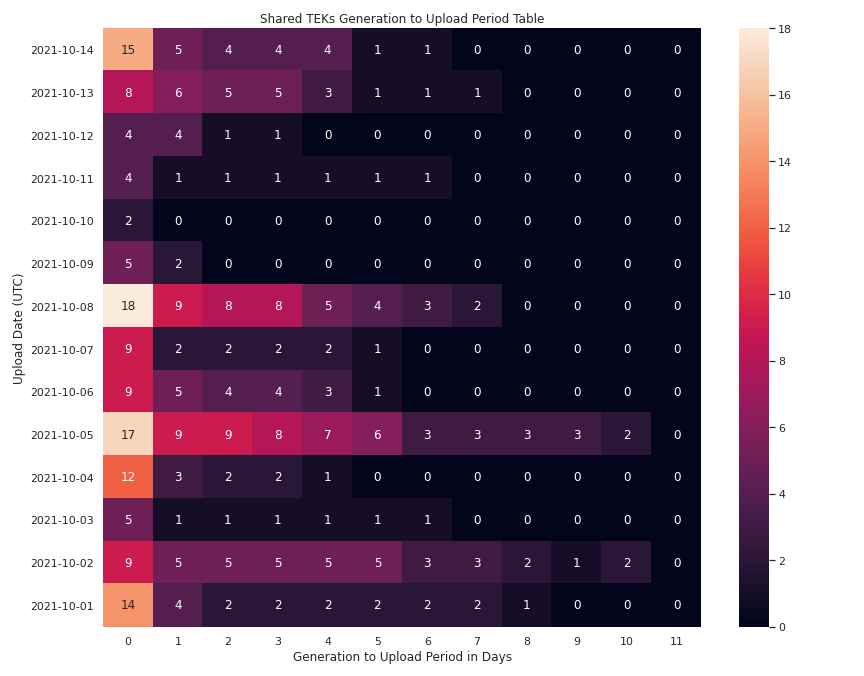 Shared TEKs Generation to Upload Period Table
2021-10-14 15 5 4 4 4 1 1 0 0 0 0 0
2021-10-13 8 6 5 5 3 1 1 1 0 0 0 0
2021-10-12 4 4 1 1 0 0 0 0 0 0 0 0
2021-10-11 4 1 1 1 1 1 1 0 0 0 0 0
2021-10-10 2 0 0 0 0 0 0 0 0 0 0 0
2021-10-09 5 2 0 0 0 0 0 0 0 0 0 0
2021-10-08 18 9 8 8 5 4 3 2 0 0 0 0
2021-10-07 9 2 2 2 2 1 0 0 0 0 0 0
2021-10-06 9 5 4 4 3 1 0 0 0 0 0 0
2021-10-05 17 9 9 8 7 6 3 3 3 3 2 0
2021-10-04 12 3 2 2 1 0 0 0 0 0 0 0
2021-10-03 5 1 1 1 1 1 1 0 0 0 0 0
2021-10-02 9 5 5 5 5 5 3 3 2 1 2 0
2021-10-01 14 4 2 2 2 2 2 2 1 0 0 0
0 1 2 3 4 5 6 7 8 9 10 11
Generation to Upload Period in Days
Upload Date (UTC)
18
16
14
12
10
8
6
4
2
0